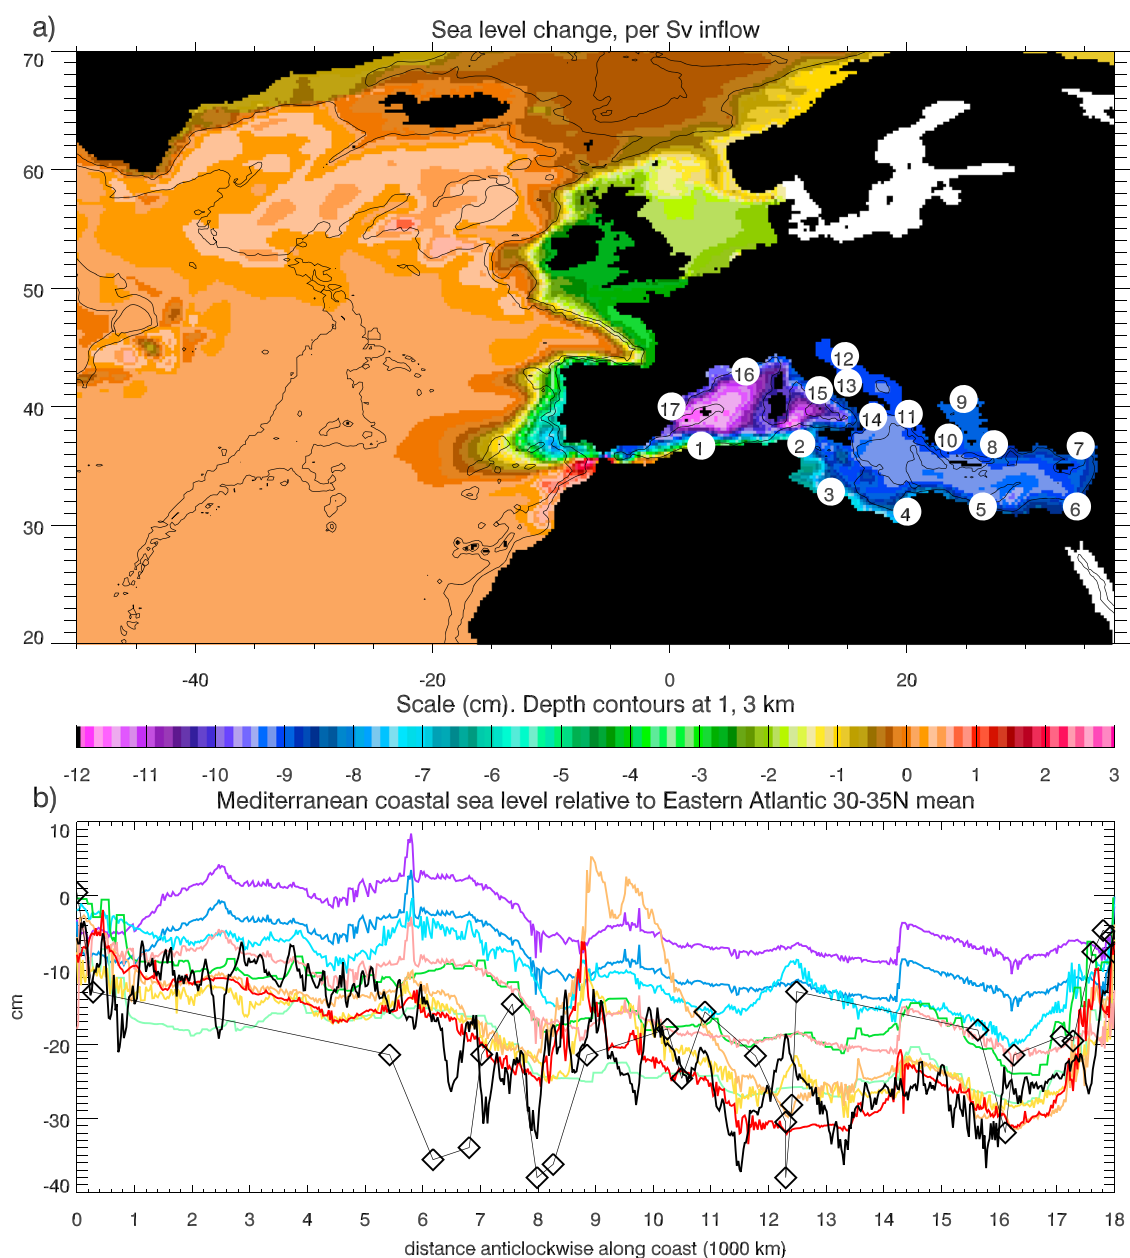 a)
Sea level change, per Sv inflow
70
60
50
40
30
20
12
13
16
15
9
17
14
11
10
8
7
1
2
3
4
5
6
-40 -20 0 20
Scale (cm). Depth contours at 1, 3 km
-12 -11 -10 -9 -8 -7 -6 -5 -4 -3 -2 -1 0 1 2 3
b)
Mediterranean coastal sea level relative to Eastern Atlantic 30-35N mean
10
cm
0
-10
cm
-20
-30
-40
0 1 2 3 4 5 6 7 8 9 10 11 12 13 14 15 16 17 18
distance anticlockwise along coast (1000 km)